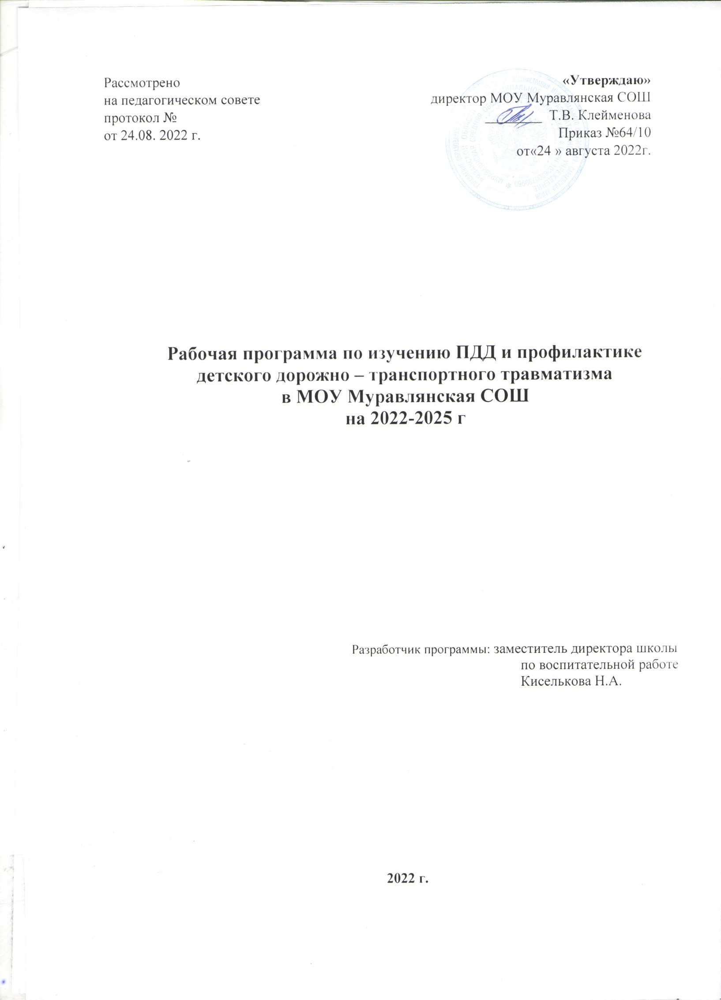 Рассмотрено
на педагогическом совете
протокол №
от 24.08. 2022 г.
«Утверждаю»
директор МОУ Муравлянская СОШ
Т.В. Клейменова
Приказ №64/10
от«24 » августа 2022г.
Рабочая программа по изучению ПДД и профилактике
детского дорожно – транспортного травматизма
в МОУ Муравлянская СОШ
на 2022-2025 г
Разработчик программы: заместитель директора школы
по воспитательной работе
Киселькова Н.А.
2022 г.